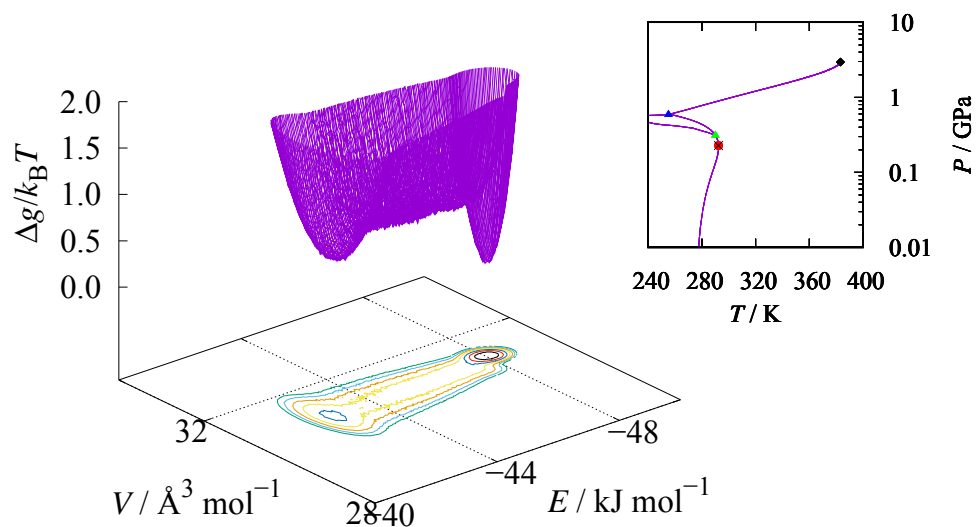 2.0
1.5
1.0
0.5
0.0
Δg/k_BT
32
28
−40
−44
−48
V / Å³ mol⁻¹
E / kJ mol⁻¹
10
1
0.1
0.01
P / GPa
240 280 320 360 400
T / K